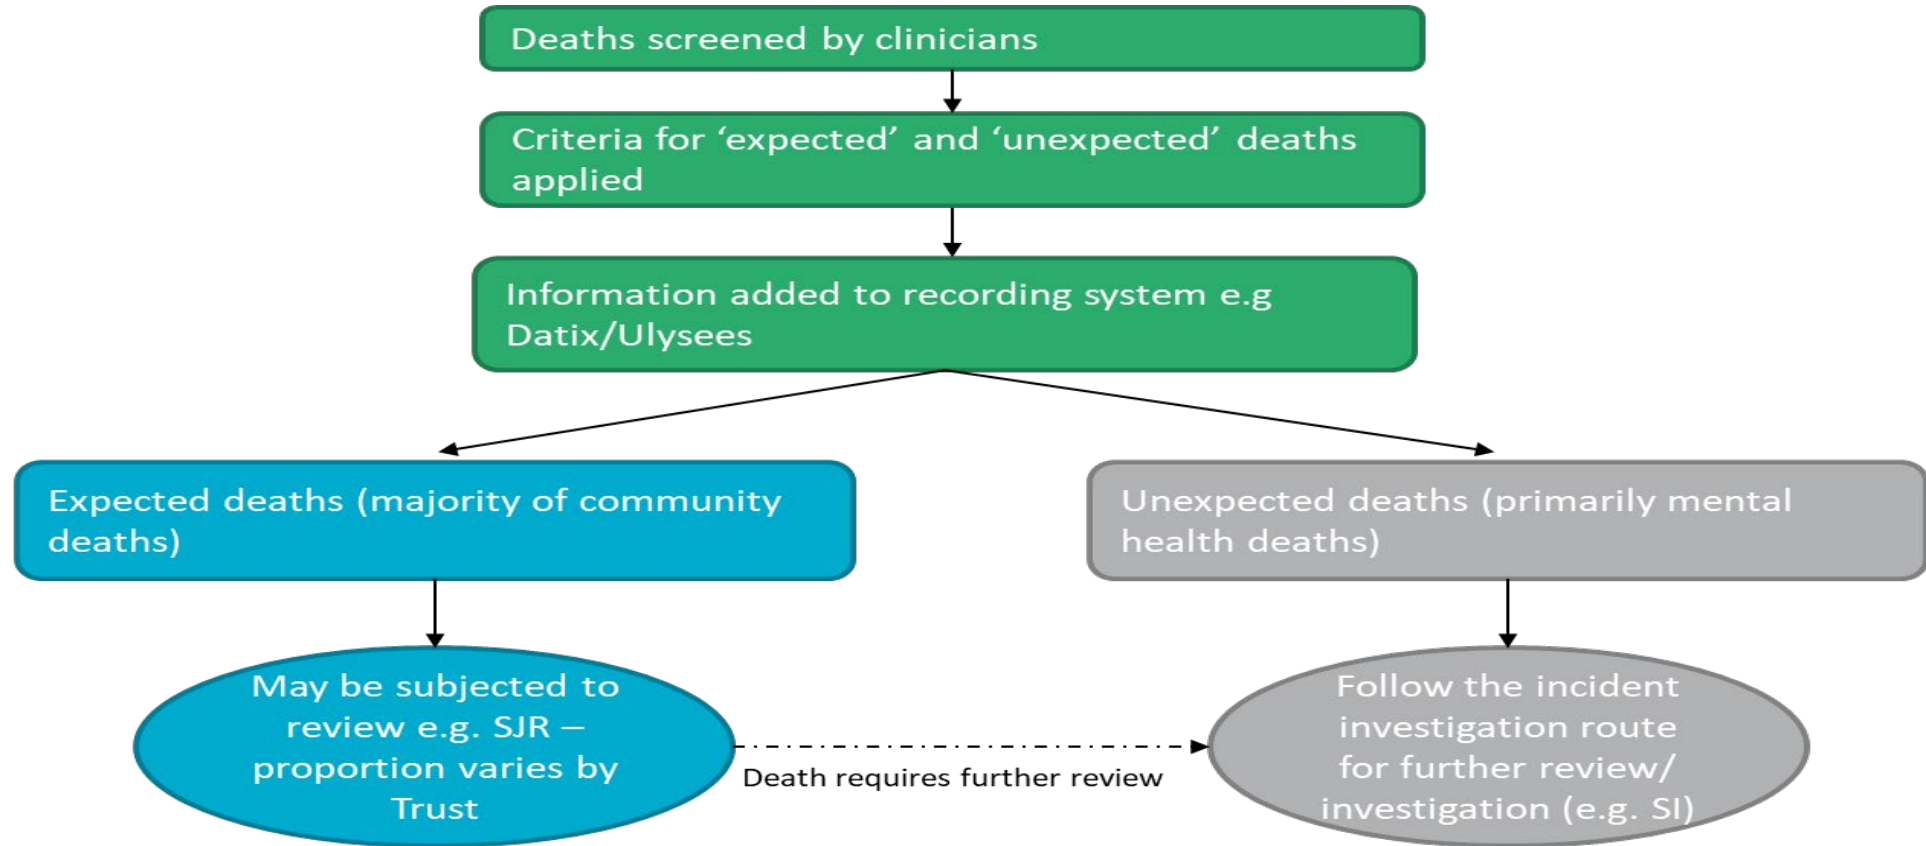 Deaths screened by clinicians
Criteria for ‘expected’ and ‘unexpected’ deaths
applied
Information added to recording system e.g
Datix/Ulysees
Expected deaths (majority of community
deaths)
Unexpected deaths (primarily mental
health deaths)
May be subjected to
review e.g. SJR –
proportion varies by
Trust
Death requires further review
Follow the incident
investigation route
for further review/
investigation (e.g. SI)